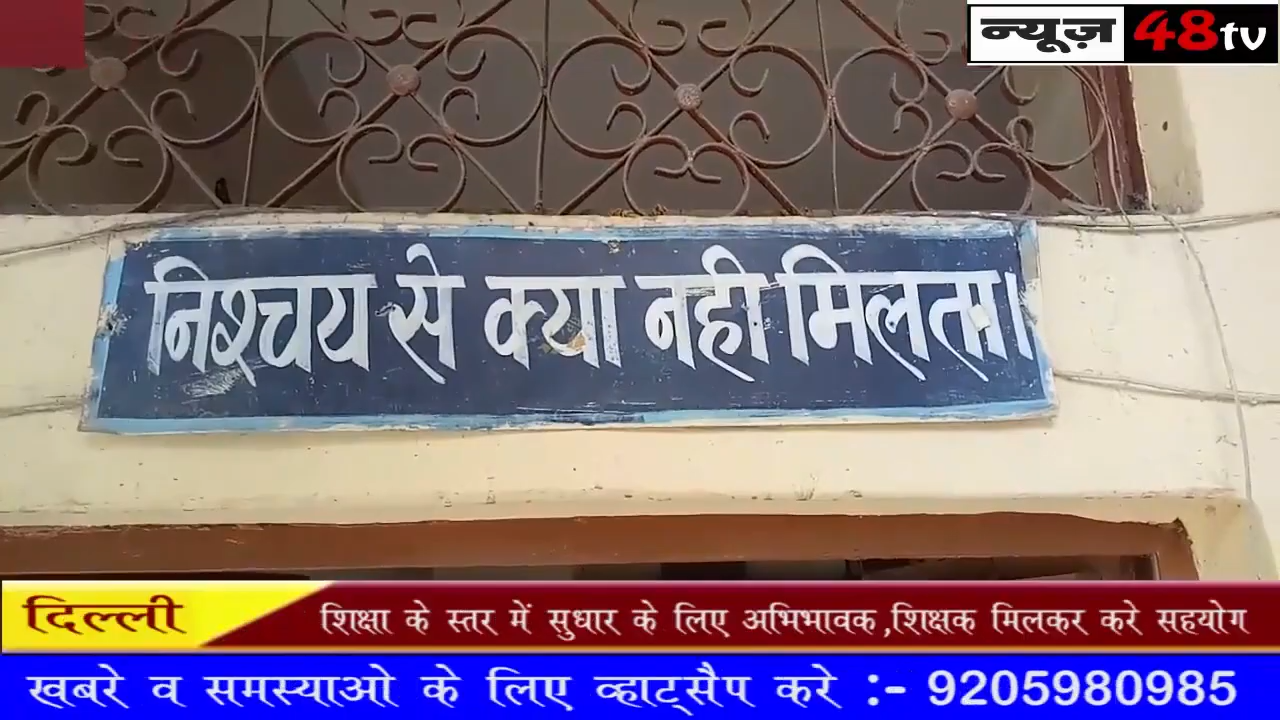 न्यूज़ 48tv
निश्चय से क्या नही मिलता।
दिल्ली
शिक्षा के स्तर में सुधार के लिए अभिभावक,शिक्षक मिलकर करे सहयोग
खबरे व समस्याओ के लिए व्हाट्सैप करे :- 9205980985